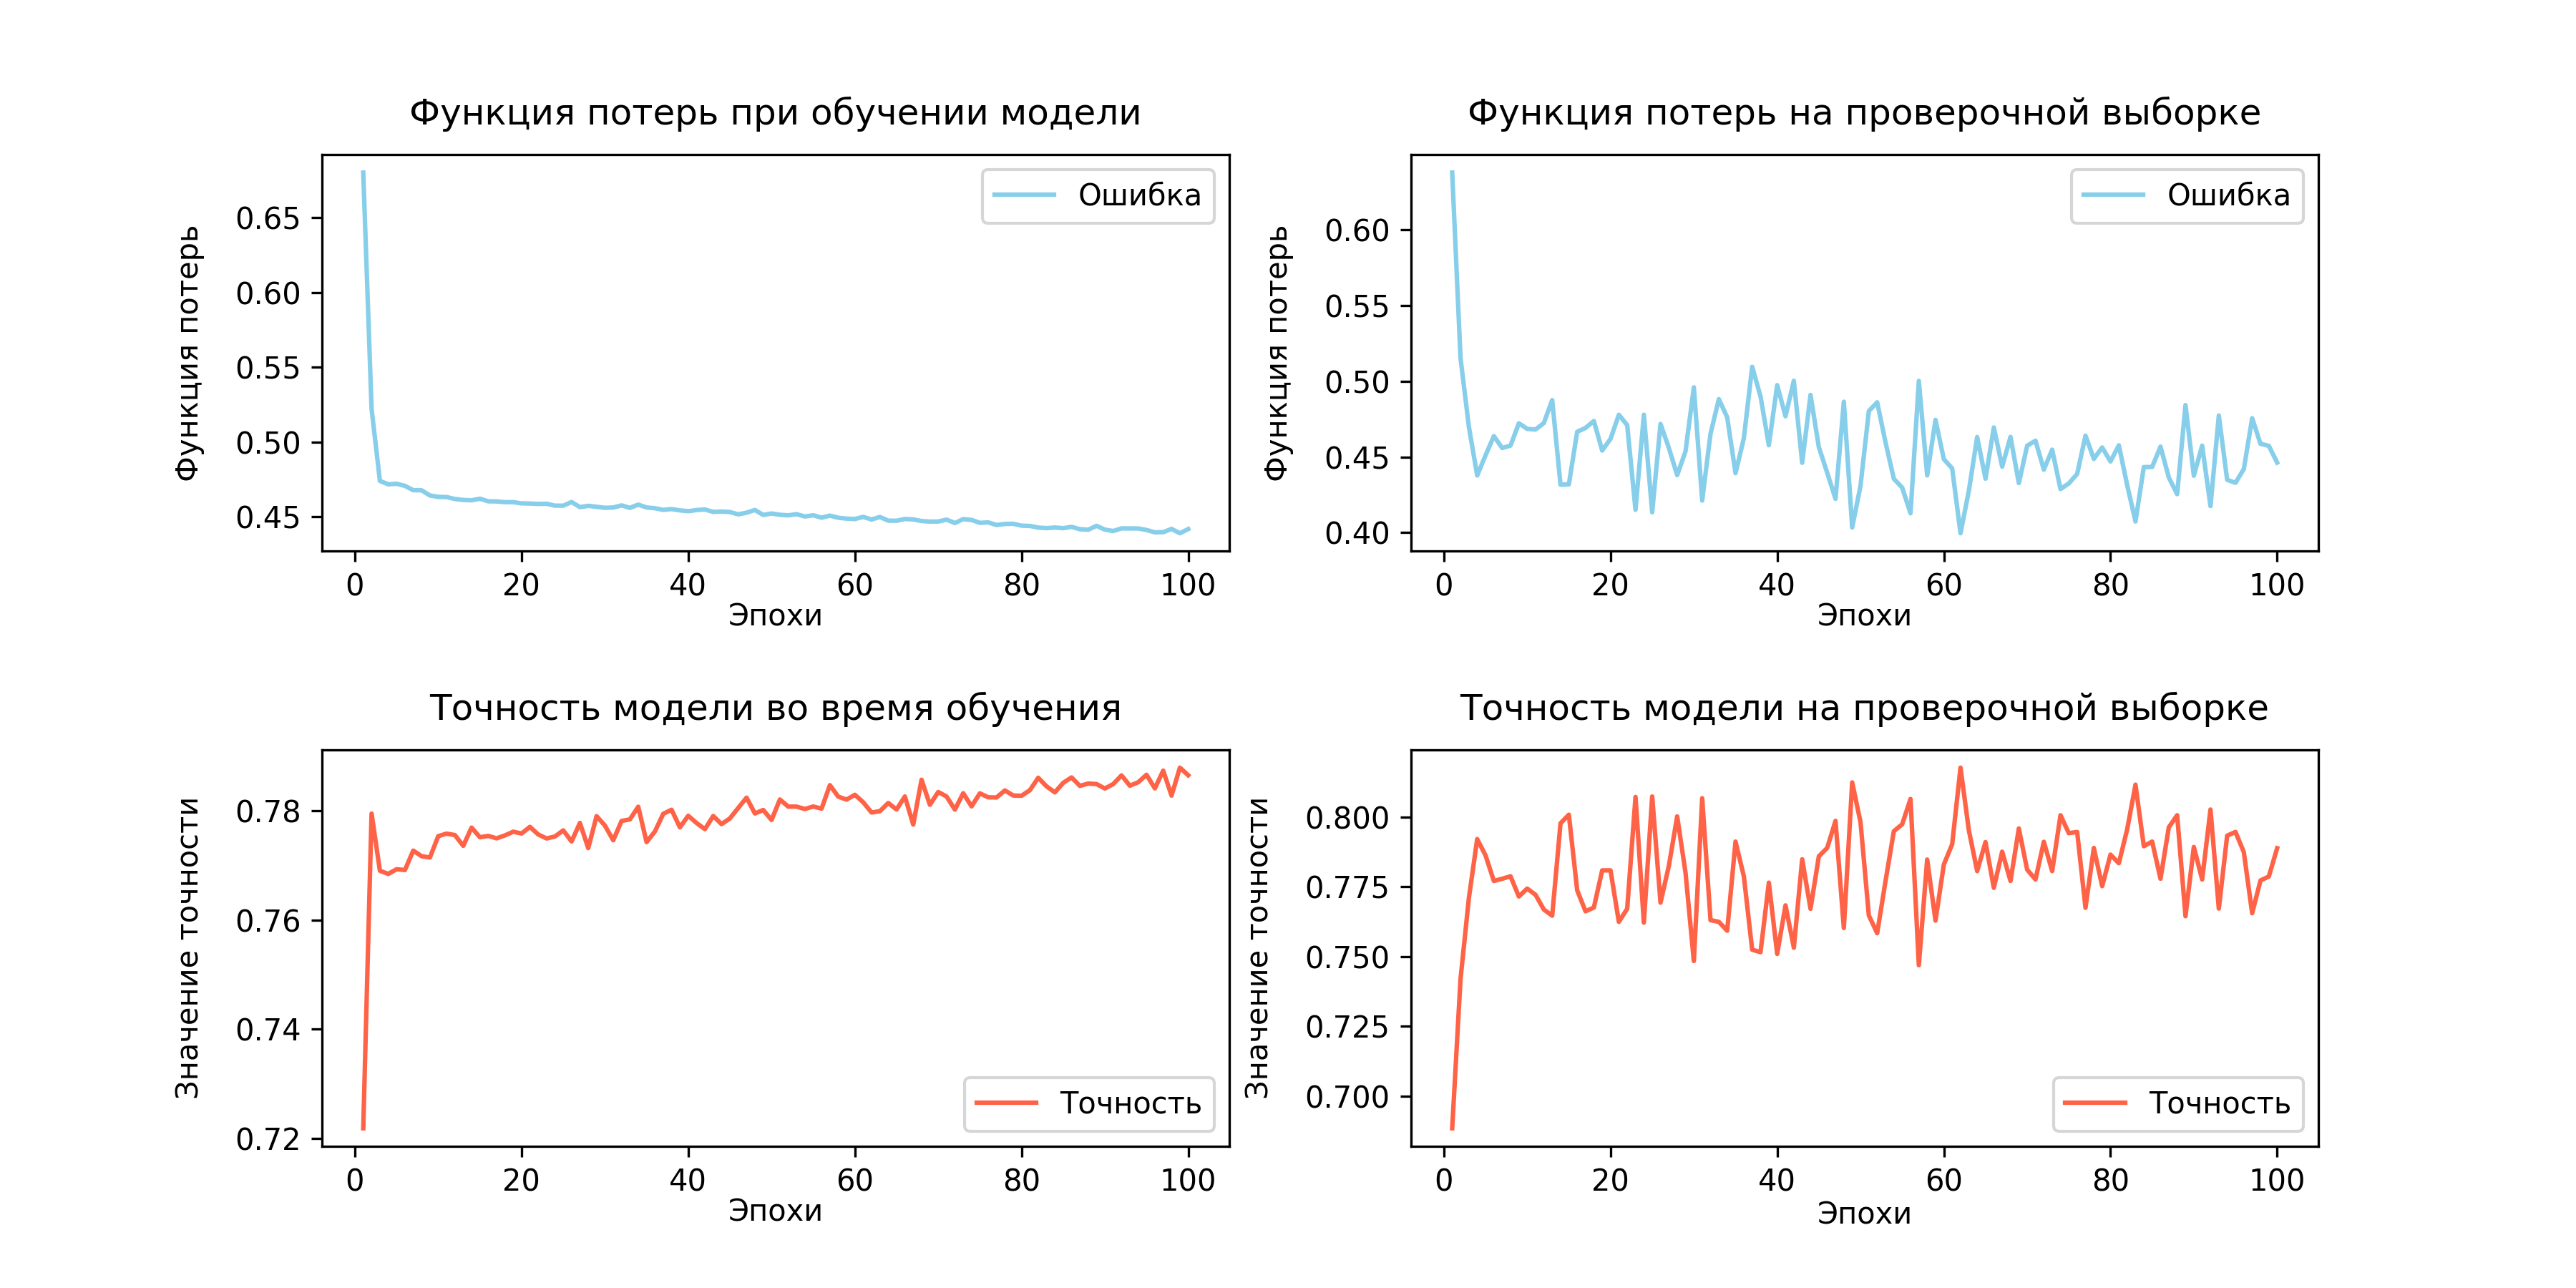 Функция потерь при обучении модели
Функция потерь
0.65
0.60
0.55
0.50
0.45
Ошибка
0 20 40 60 80 100
Эпохи
Функция потерь на проверочной выборке
Функция потерь
0.60
0.55
0.50
0.45
0.40
Ошибка
0 20 40 60 80 100
Эпохи
Точность модели во время обучения
Значение точности
0.78
0.76
0.74
0.72
Точность
0 20 40 60 80 100
Эпохи
Точность модели на проверочной выборке
Значение точности
0.800
0.775
0.750
0.725
0.700
Точность
0 20 40 60 80 100
Эпохи